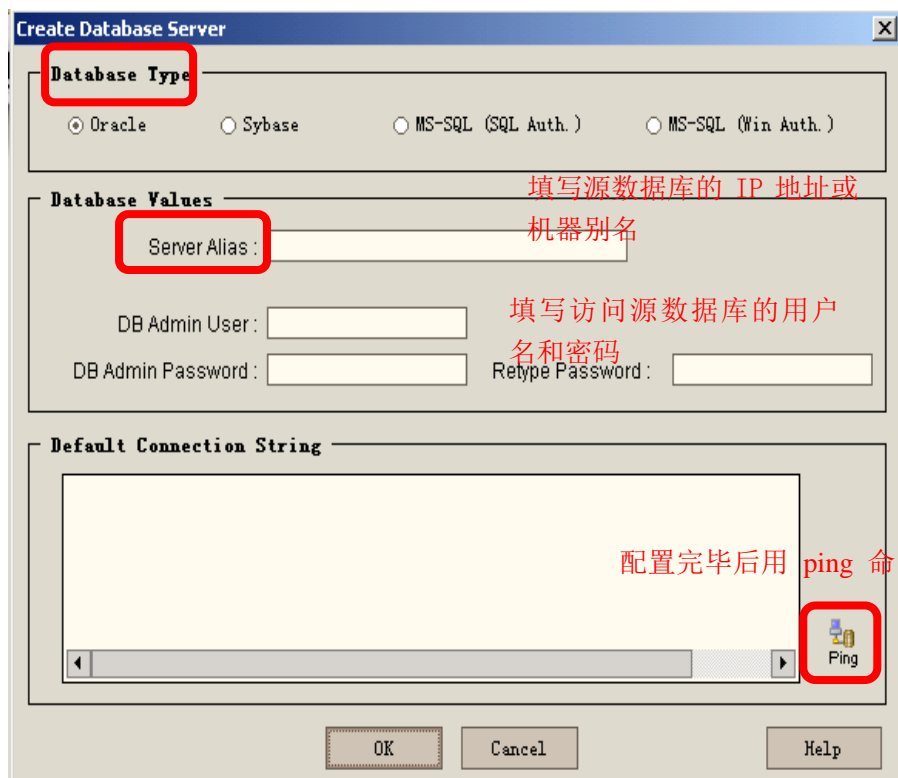 Create Database Server
Database Type
Oracle
Sybase
MS-SQL (SQL Auth.)
MS-SQL (Win Auth.)
Database Values
填写源数据库的 IP 地址或
机器别名
Server Alias :
填写访问源数据库的用户
名和密码
DB Admin User :
DB Admin Password :
Retype Password :
Default Connection String
配置完毕后用 ping 命
Ping
OK
Cancel
Help